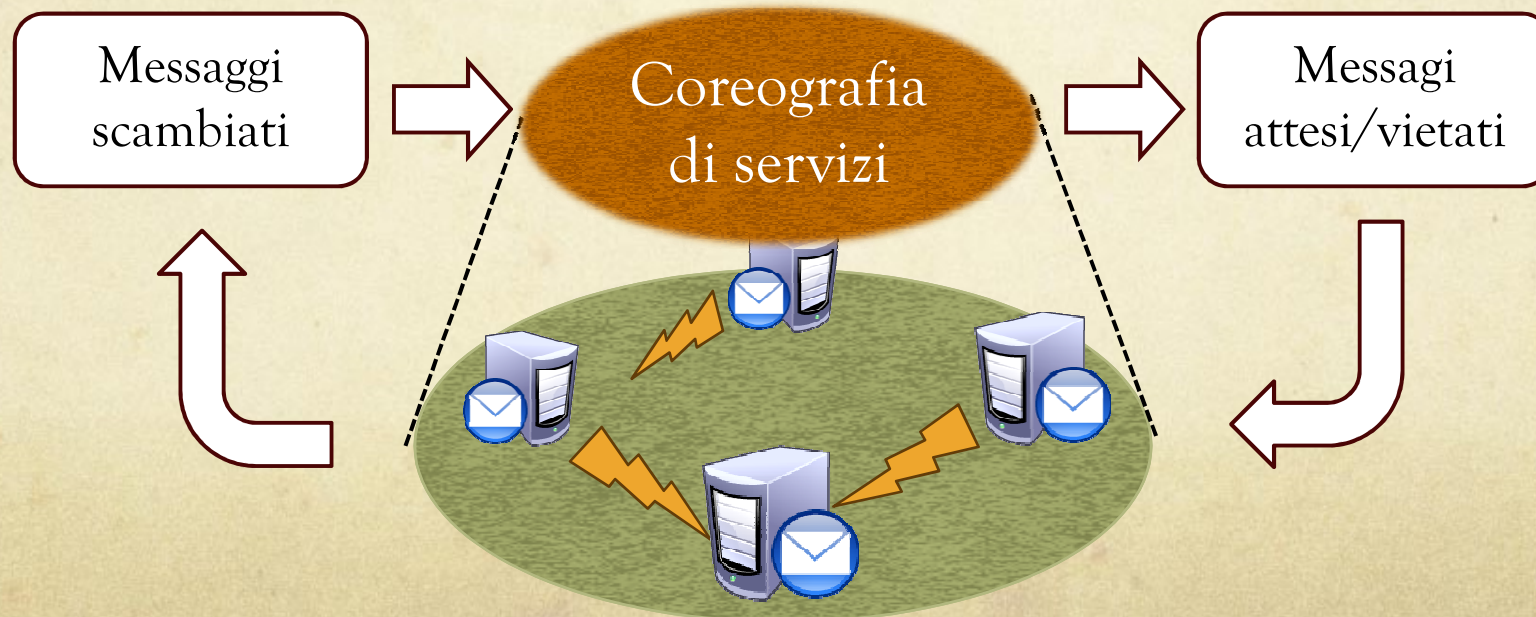 Messaggi
scambiati
Coreografia
di servizi
Messagi
attesi/vietati